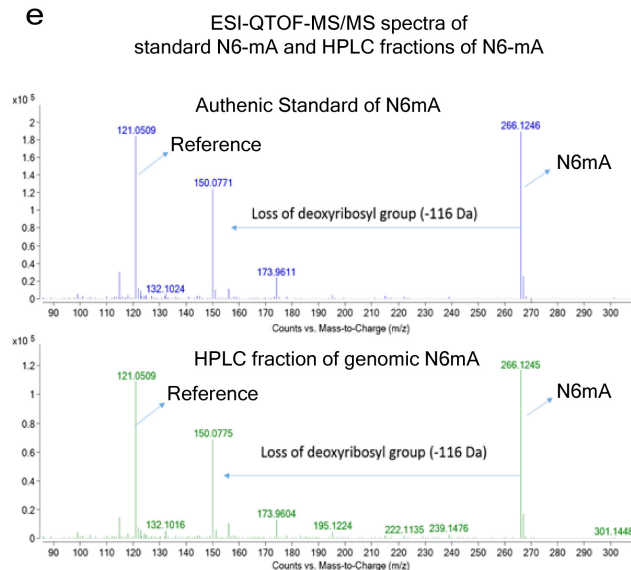 e
ESI-QTOF-MS/MS spectra of
standard N6-mA and HPLC fractions of N6-mA
x10 5
Authenic Standard of N6mA
2
1.8
1.6
1.4
1.2
1
0.8
0.6
0.4
0.2
0
121.0509
Reference
266.1246
N6mA
150.0771
Loss of deoxyribosyl group (-116 Da)
173.9611
132.1024
90 100 110 120 130 140 150 160 170 180 190 200 210 220 230 240 250 260 270 280 290 300
Counts vs. Mass-to-Charge (m/z)
x10 5
HPLC fraction of genomic N6mA
1.2
1
0.8
0.6
0.4
0.2
0
121.0509
Reference
266.1245
N6mA
150.0775
Loss of deoxyribosyl group (-116 Da)
173.9604
132.1016
195.1224
222.1135
239.1476
301.1448
90 100 110 120 130 140 150 160 170 180 190 200 210 220 230 240 250 260 270 280 290 300
Counts vs. Mass-to-Charge (m/z)